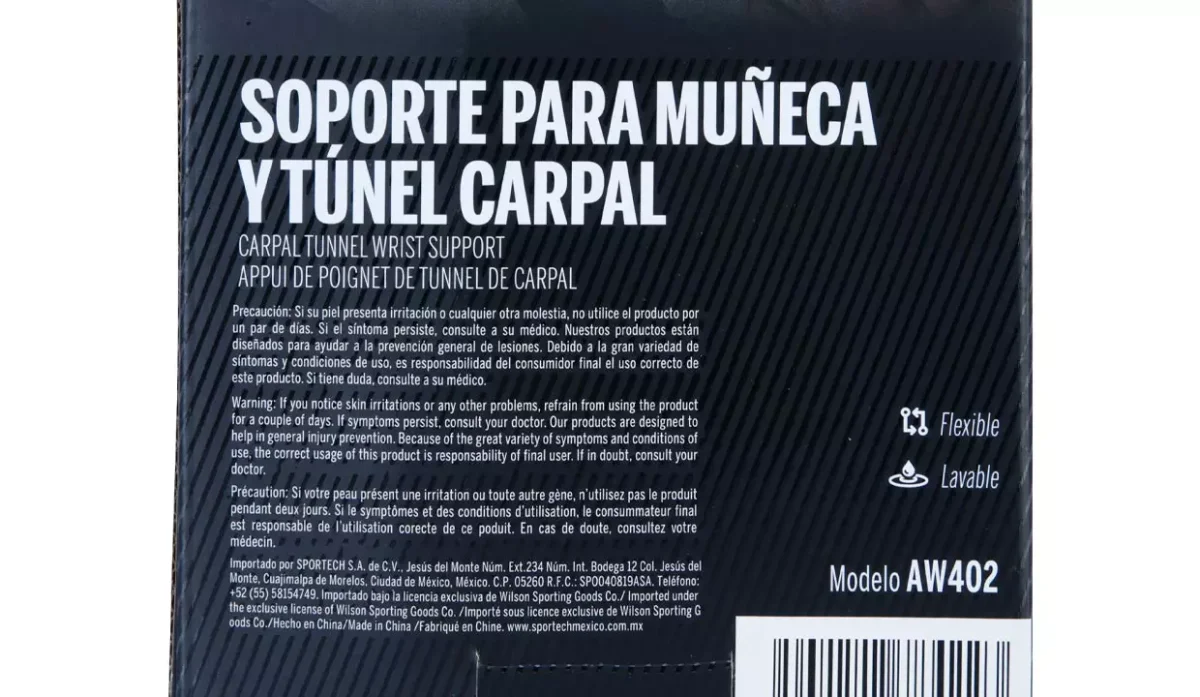 SOPORTE PARA MUÑECA
Y TÚNEL CARPAL
CARPAL TUNNEL WRIST SUPPORT
APPUI DE POIGNET DE TUNNEL DE CARPAL
Precaución: Si su piel presenta irritación o cualquier otra molestia, no utilice el producto por
un par de días. Si el síntoma persiste, consulte a su médico. Nuestros productos están
diseñados para ayudar a la prevención general de lesiones. Debido a la gran variedad de
síntomas y condiciones de uso, es responsabilidad del consumidor final el uso correcto de
este producto. Si tiene duda, consulte a su médico.
Warning: If you notice skin irritations or any other problems, refrain from using the product
for a couple of days. If symptoms persist, consult your doctor. Our products are designed to
help in general injury prevention. Because of the great variety of symptoms and conditions of
use, the correct usage of this product is responsability of final user. If in doubt, consult your
doctor.
Précaution: Si votre peau présent une irritation ou toute autre gène, n'utilisez pas le produit
pendant deux jours. Si le symptômes et des conditions d'utilisation, le consummateur final
est responsable de l'utilisation corecte de ce poduit. En cas de doute, consultez votre
médecin.
Importado por SPORTECH S.A. de C.V., Jesús del Monte Núm. Ext.234 Núm. Int. Bodega 12 Col. Jesús del
Monte, Cuajimalpa de Morelos, Ciudad de México, México. C.P. 05260 R.F.C.: SPO040819ASA. Teléfono:
+52 (55) 58154749. Importado bajo la licencia exclusiva de Wilson Sporting Goods Co./ Imported under
the exclusive license of Wilson Sporting Goods Co. /Importé sous licence exclusive de Wilson Sporting G
oods Co./Hecho en China/Made in China /Fabriqué en Chine. www.sportechmexico.com.mx
Flexible
Lavable
Modelo AW402